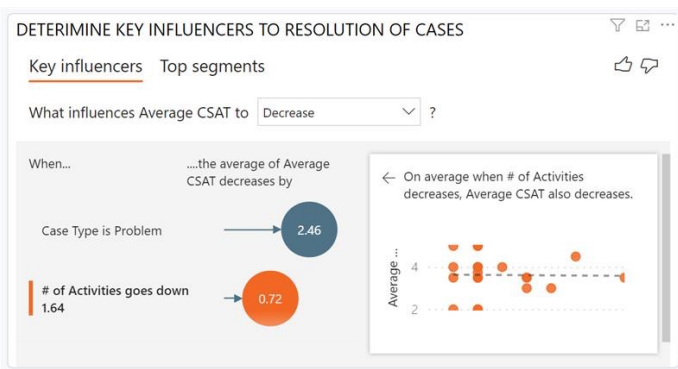 DETERIMINE KEY INFLUENCERS TO RESOLUTION OF CASES
Key influencers Top segments
What influences Average CSAT to Decrease ?
When...
....the average of Average
CSAT decreases by
Case Type is Problem
2.46
# of Activities goes down
1.64
0.72
← On average when # of Activities
decreases, Average CSAT also decreases.
Average ...
4
2